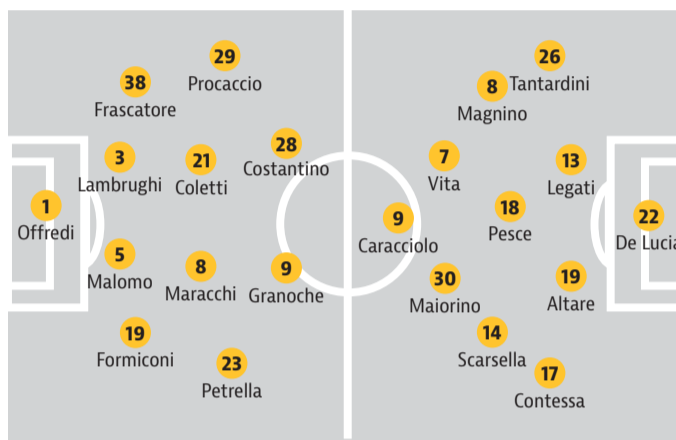 29
Procaccio
38
Frascatore
28
Costantino
3
Lambrughi
21
Coletti
1
Offredi
5
Malomo
8
Maracchi
9
Granoche
19
Formiconi
23
Petrella
26
Tantardini
8
Magnino
7
Vita
13
Legati
18
Pesce
9
Caracciolo
22
De Lucia
30
Maiorino
19
Altare
14
Scarsella
17
Contessa